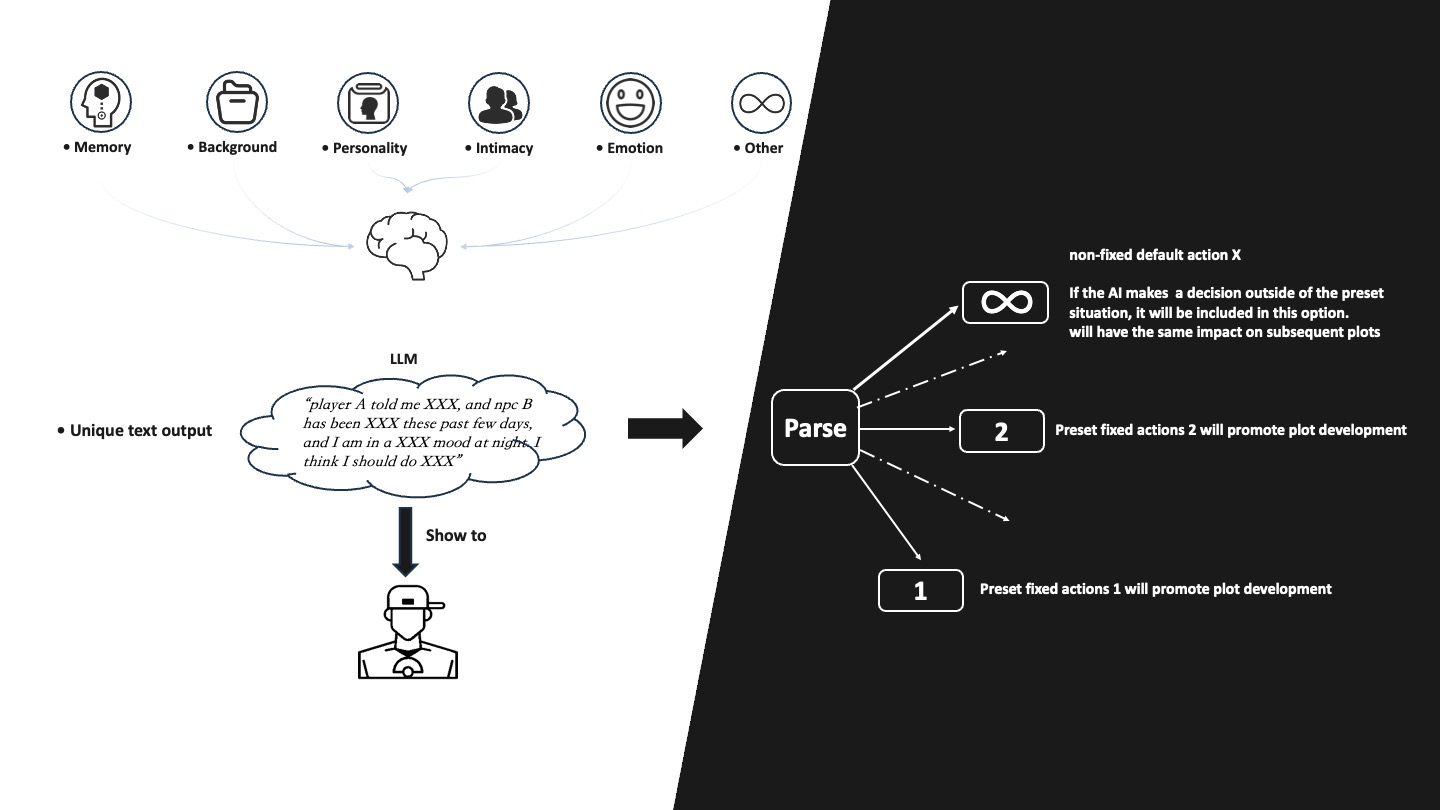 • Memory
• Background
• Personality
• Intimacy
• Emotion
• Other
LLM
• Unique text output
“player A told me XXX, and npc B
has been XXX these past few days,
and I am in a XXX mood at night. I
think I should do XXX”
Show to
Parse
non-fixed default action X
If the AI makes  a decision outside of the preset
situation, it will be included in this option.
will have the same impact on subsequent plots
2
Preset fixed actions 2 will promote plot development
1
Preset fixed actions 1 will promote plot development